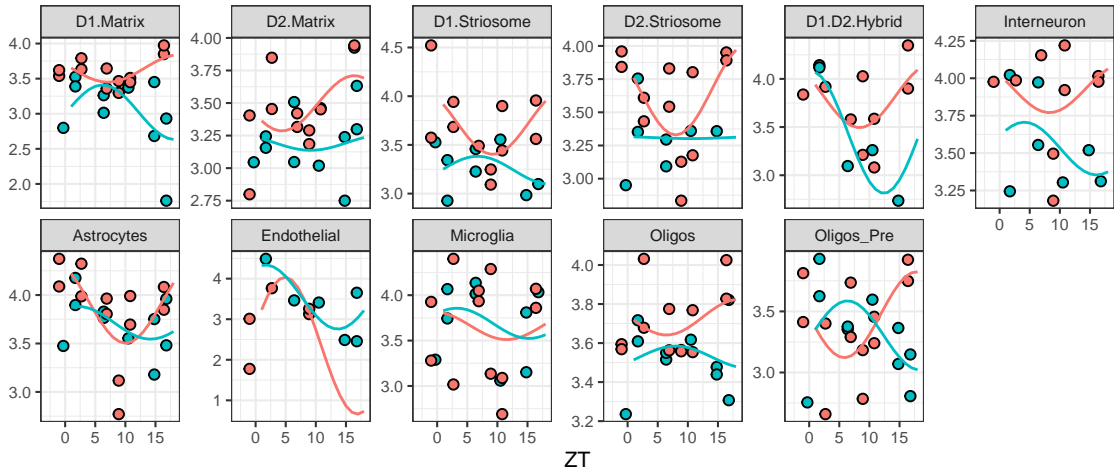 D1.Matrix D2.Matrix D1.Striosome D2.Striosome D1.D2.Hybrid Interneuron
4.0 3.5 3.0 2.5 2.0
4.00 3.75 3.50 3.25 3.00 2.75
4.5 4.0 3.5 3.0
4.00 3.75 3.50 3.25 3.00
4.0 3.5 3.0
4.25 4.00 3.75 3.50 3.25
0 5 10 15
Astrocytes Endothelial Microglia Oligos Oligos_Pre
4.0 3.5 3.0
4 3 2 1
4.0 3.5 3.0
4.0 3.8 3.6 3.4 3.2
4.0 3.5 3.0
0 5 10 15 0 5 10 15 0 5 10 15 0 5 10 15 0 5 10 15
ZT